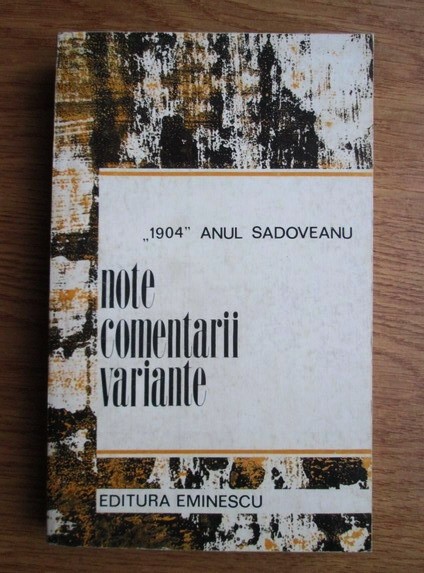 „1904" ANUL SADOVEANU
note
comentarii
variante
EDITURA EMINESCU